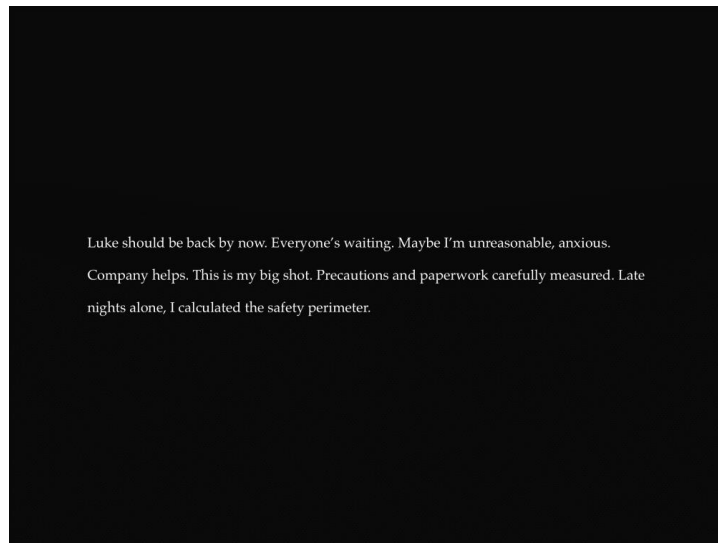 Luke should be back by now. Everyone’s waiting. Maybe I’m unreasonable, anxious.
Company helps. This is my big shot. Precautions and paperwork carefully measured. Late
nights alone, I calculated the safety perimeter.